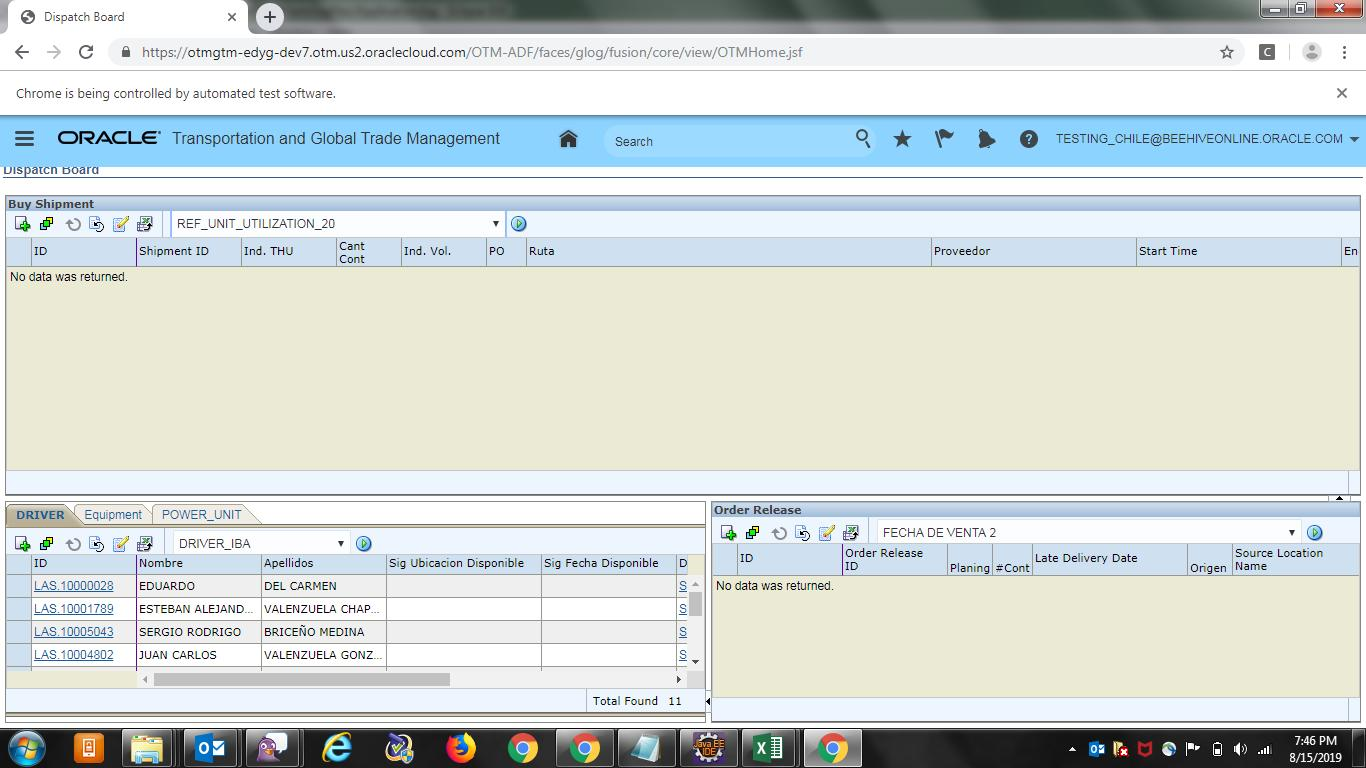 Dispatch Board
https://otmgtm-edyg-dev7.otm.us2.oraclecloud.com/OTM-ADF/faces/glog/fusion/core/view/OTMHome.jsf
C
Chrome is being controlled by automated test software.
ORACLE Transportation and Global Trade Management Search TESTING_CHILE@BEEHIVEONLINE.ORACLE.COM
Dispatch Board
Buy Shipment
REF_UNIT_UTILIZATION_20
ID Shipment ID Ind. THU Cant Cont Ind. Vol. PO Ruta Proveedor Start Time En
No data was returned.
DRIVER Equipment POWER_UNIT
DRIVER_IBA
ID Nombre Apellidos Sig Ubicacion Disponible Sig Fecha Disponible D
LAS.10000028 EDUARDO DEL CARMEN S
LAS.10001789 ESTEBAN ALEJAND... VALENZUELA CHAP... S
LAS.10005043 SERGIO RODRIGO BRICEÑO MEDINA S
LAS.10004802 JUAN CARLOS VALENZUELA GONZ... S
Total Found 11
Order Release
FECHA DE VENTA 2
ID Order Release ID Planing #Cont Late Delivery Date Origen Source Location Name
No data was returned.
Java EE
IDE
7:46 PM
8/15/2019